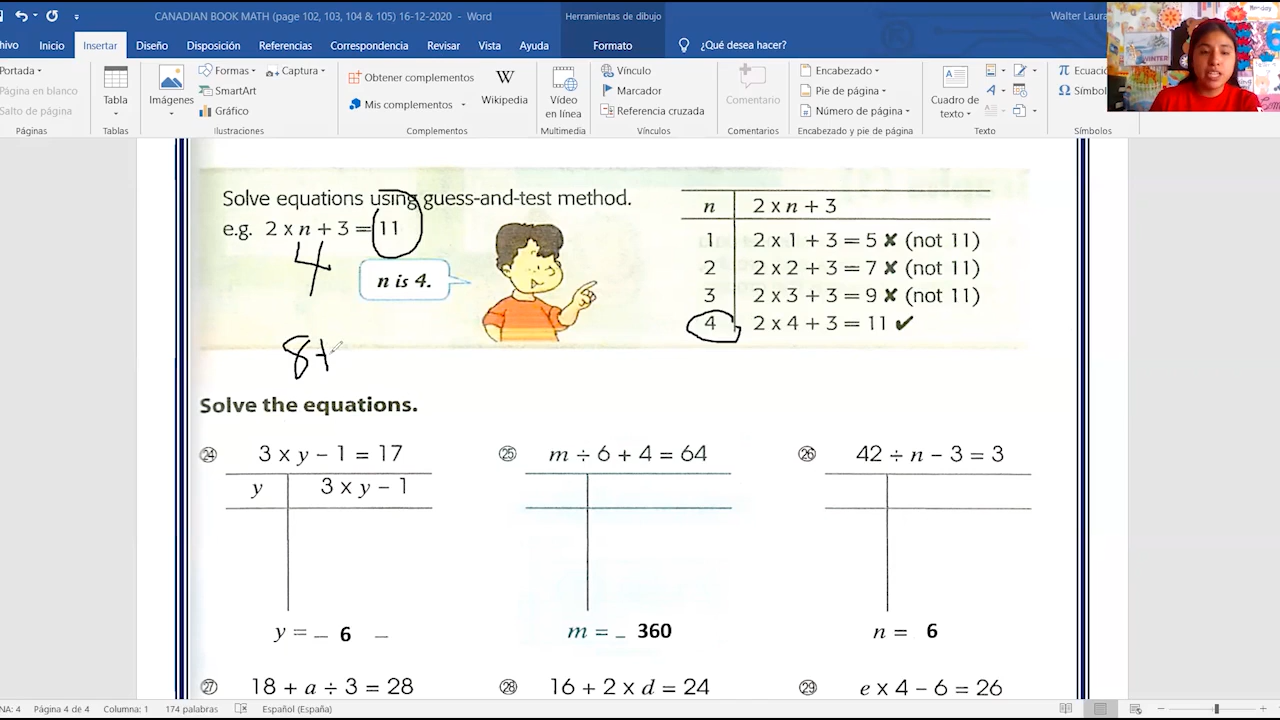 CANADIAN BOOK MATH (page 102, 103, 104 & 105) 16-12-2020 - Word
Herramientas de dibujo
Walter Laura
Inicio
Insertar
Diseño
Disposición
Referencias
Correspondencia
Revisar
Vista
Ayuda
Formato
¿Qué desea hacer?
Portada
Página en blanco
Salto de página
Páginas
Tabla
Tablas
Imágenes
Formas
SmartArt
Gráfico
Captura
Ilustraciones
Obtener complementos
Mis complementos
Wikipedia
Complementos
Vídeo en línea
Multimedia
Vínculo
Marcador
Referencia cruzada
Vínculos
Comentario
Comentarios
Encabezado
Pie de página
Número de página
Encabezado y pie de página
Cuadro de texto
Texto
Símbolos
Monday
WINTER
Solve equations using guess-and-test method.
e.g. 2 x n + 3 = 11
4
n is 4.
8+
n 2 x n + 3
1 2 x 1 + 3 = 5 ✘ (not 11)
2 2 x 2 + 3 = 7 ✘ (not 11)
3 2 x 3 + 3 = 9 ✘ (not 11)
4 2 x 4 + 3 = 11 ✔
Solve the equations.
㉔ 3 x y – 1 = 17
y 3 x y – 1
y = _ 6 _
㉕ m ÷ 6 + 4 = 64
m = _ 360
㉖ 42 ÷ n – 3 = 3
n = 6
㉗ 18 + a ÷ 3 = 28
㉘ 16 + 2 x d = 24
㉙ e x 4 – 6 = 26
Página 4 de 4
Columna: 1
174 palabras
Español (España)